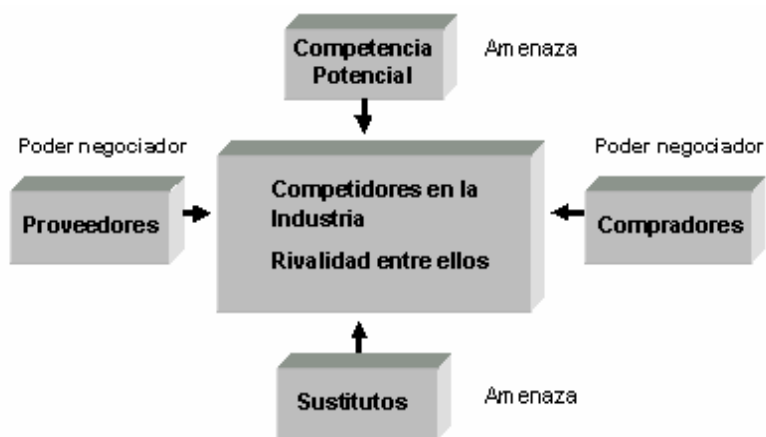 Competencia
Potencial
Amenaza
Poder negociador
Poder negociador
Proveedores
Competidores en la
Industria
Rivalidad entre ellos
Compradores
Sustitutos
Amenaza